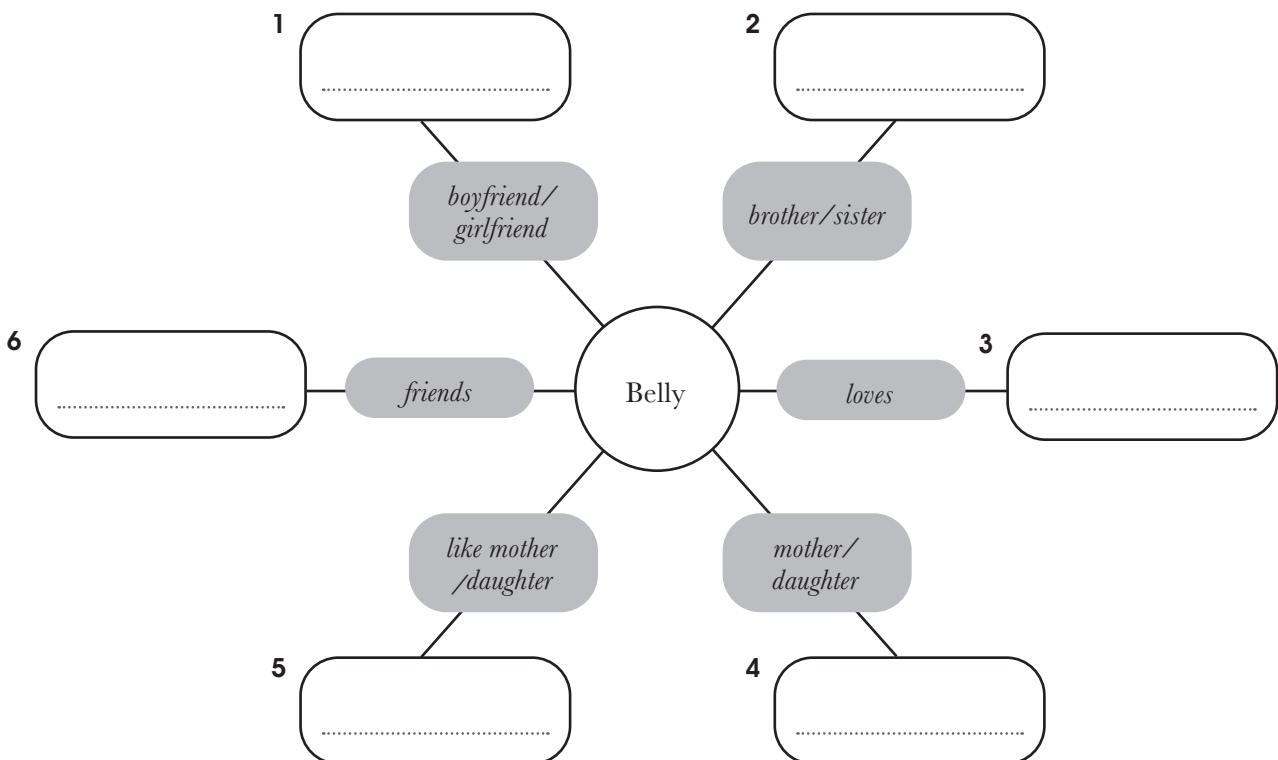 1
2
boyfriend/
girlfriend
brother/sister
6
friends
Belly
loves
3
like mother
/daughter
mother/
daughter
5
4